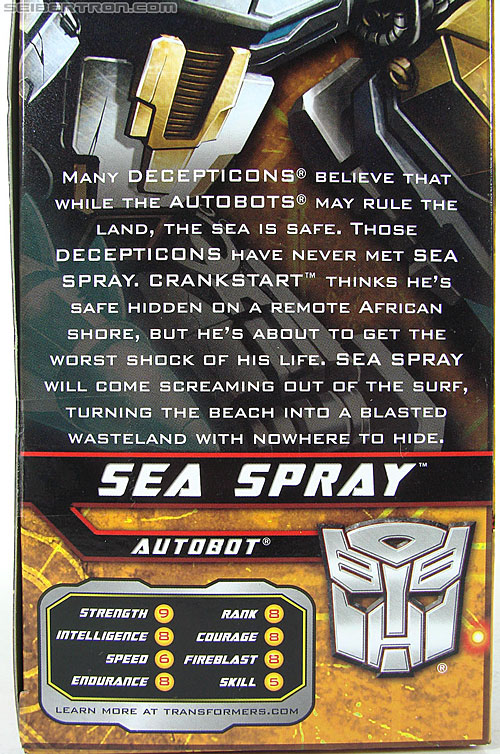 SEIBERTRON.COM
MANY DECEPTICONS® BELIEVE THAT
WHILE THE AUTOBOTS® MAY RULE THE
LAND, THE SEA IS SAFE. THOSE
DECEPTICONS HAVE NEVER MET SEA
SPRAY. CRANKSTART™ THINKS HE'S
SAFE HIDDEN ON A REMOTE AFRICAN
SHORE, BUT HE'S ABOUT TO GET THE
WORST SHOCK OF HIS LIFE. SEA SPRAY
WILL COME SCREAMING OUT OF THE SURF,
TURNING THE BEACH INTO A BLASTED
WASTELAND WITH NOWHERE TO HIDE.
SEA SPRAY™
AUTOBOT®
STRENGTH 9 RANK 8
INTELLIGENCE 8 COURAGE 8
SPEED 6 FIREBLAST 8
ENDURANCE 8 SKILL 5
LEARN MORE AT TRANSFORMERS.COM
®